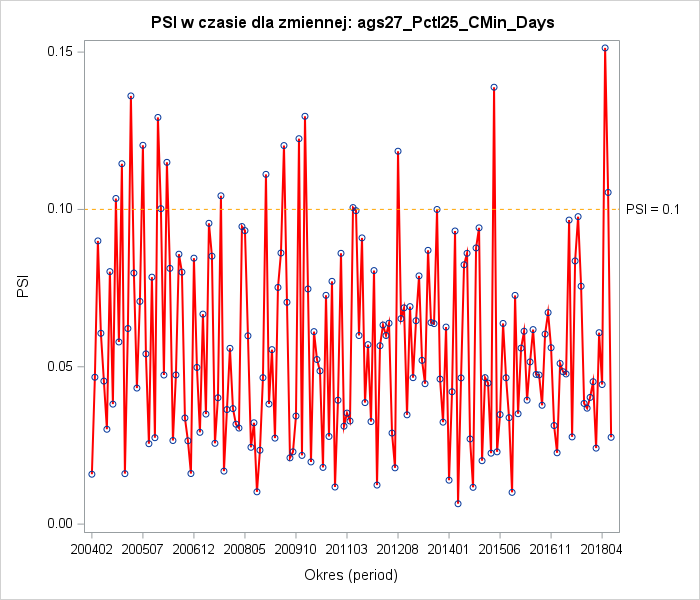 PSI w czasie dla zmiennej: ags27_Pctl25_CMin_Days
0.15
0.10
0.05
0.00
PSI
PSI = 0.1
200402 200507 200612 200805 200910 201103 201208 201401 201506 201611 201804
Okres (period)